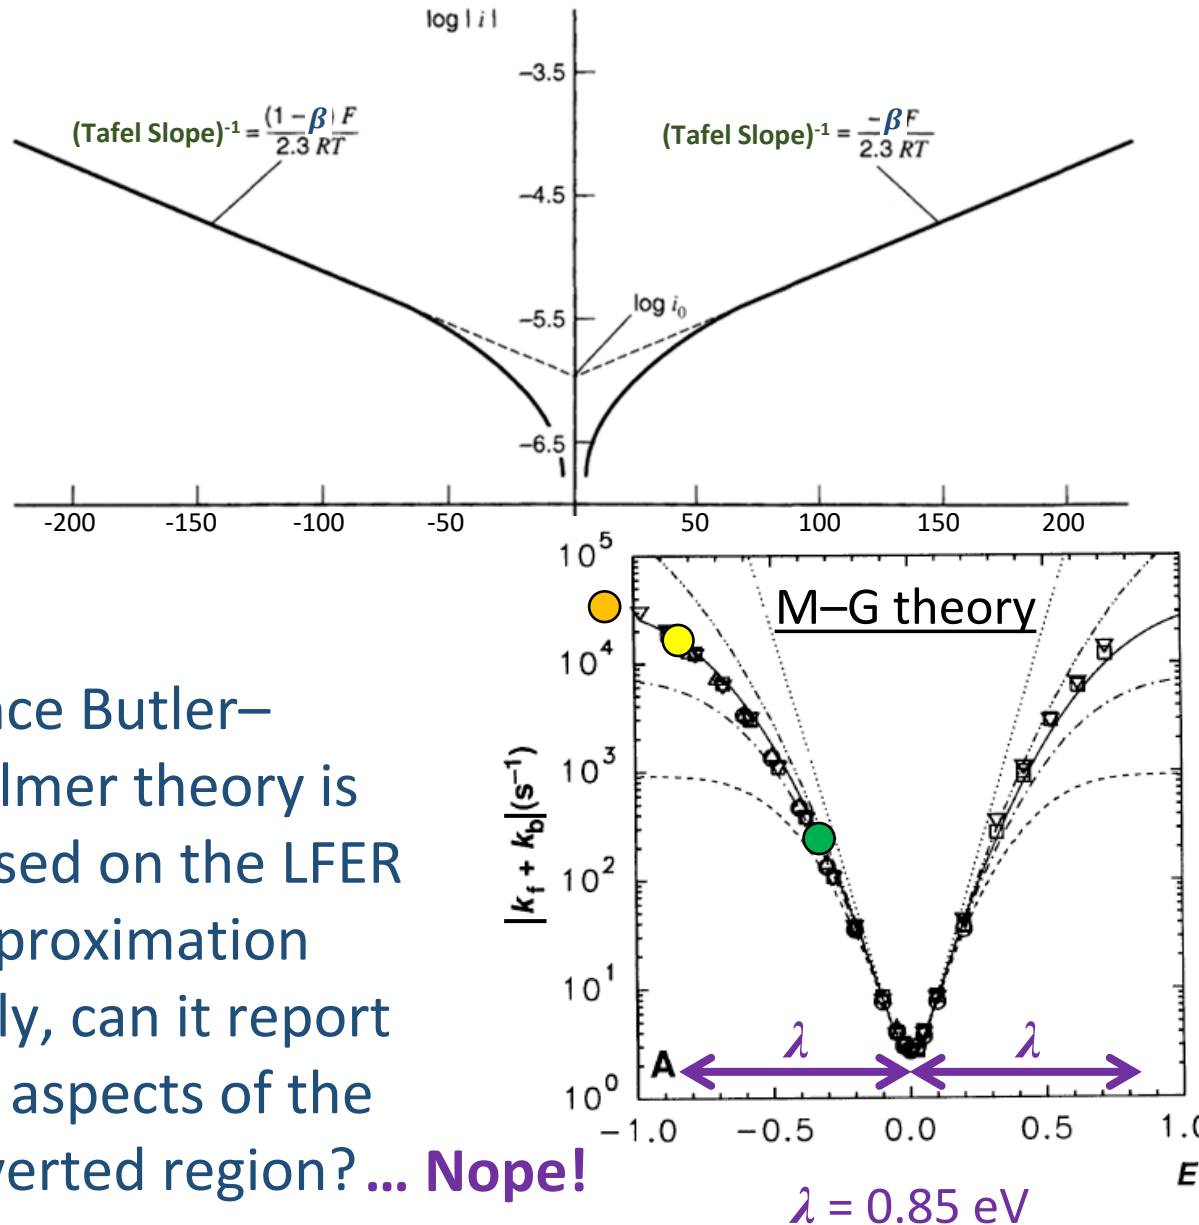 log | i |
−3.5
(Tafel Slope)-1 = (1 − β) F / 2.3 RT
(Tafel Slope)-1 = −βF / 2.3 RT
−4.5
log i0
−5.5
−6.5
-200 -150 -100 -50 50 100 150 200
M–G theory
10^5
10^4
10^3
10^2
10^1
10^0
|kf + kb|(s−1)
A λ λ
−1.0 −0.5 0.0 0.5 1.0
E
λ = 0.85 eV
nce Butler–
lmer theory is
sed on the LFER
proximation
ly, can it report
aspects of the
verted region? ... Nope!